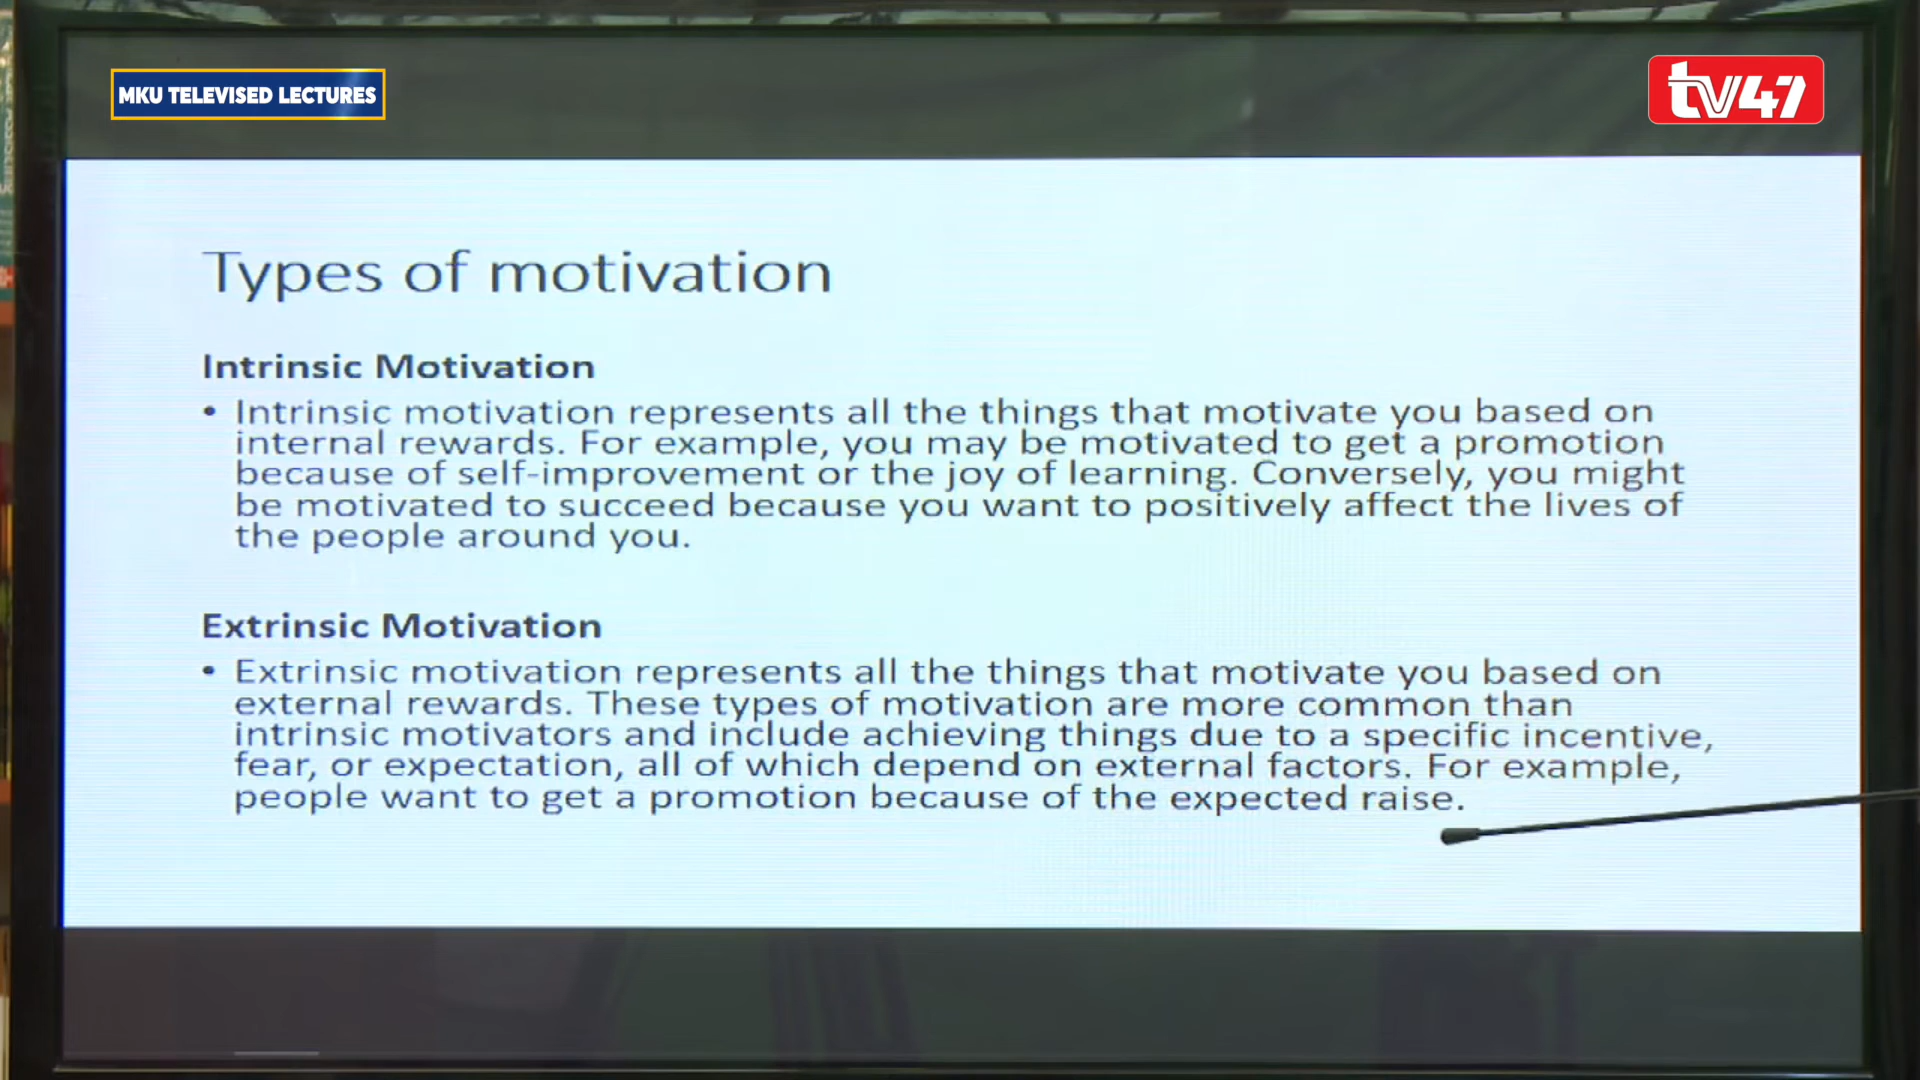 MKU TELEVISED LECTURES
tv47
Types of motivation
Intrinsic Motivation
• Intrinsic motivation represents all the things that motivate you based on
internal rewards. For example, you may be motivated to get a promotion
because of self-improvement or the joy of learning. Conversely, you might
be motivated to succeed because you want to positively affect the lives of
the people around you.
Extrinsic Motivation
• Extrinsic motivation represents all the things that motivate you based on
external rewards. These types of motivation are more common than
intrinsic motivators and include achieving things due to a specific incentive,
fear, or expectation, all of which depend on external factors. For example,
people want to get a promotion because of the expected raise.